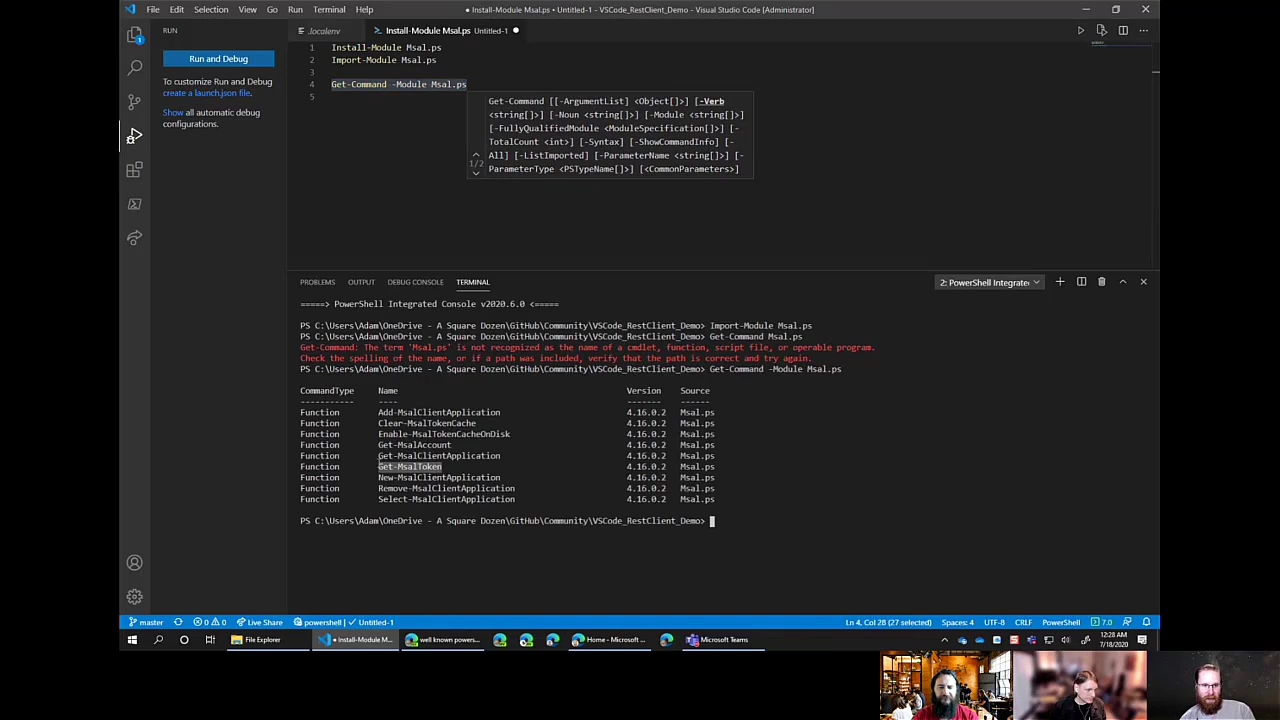 File Edit Selection View Go Run Terminal Help
● Install-Module Msal.ps • Untitled-1 - VSCode_RestClient_Demo - Visual Studio Code [Administrator]
RUN
.localenv
Install-Module Msal.ps Untitled-1 ●
1 Install-Module Msal.ps
2 Import-Module Msal.ps
3
4 Get-Command -Module Msal.ps
5
Run and Debug
To customize Run and Debug
create a launch.json file.
Show all automatic debug
configurations.
1/2
Get-Command [[-ArgumentList] <Object[]>] [-Verb
<string[]>] [-Noun <string[]>] [-Module <string[]>]
[-FullyQualifiedModule <ModuleSpecification[]>] [-
TotalCount <int>] [-Syntax] [-ShowCommandInfo] [-
All] [-ListImported] [-ParameterName <string[]>] [-
ParameterType <PSTypeName[]>] [<CommonParameters>]
PROBLEMS OUTPUT DEBUG CONSOLE TERMINAL
2: PowerShell Integrate
=====> PowerShell Integrated Console v2020.6.0 <=====
PS C:\Users\Adam\OneDrive - A Square Dozen\GitHub\Community\VSCode_RestClient_Demo> Import-Module Msal.ps
PS C:\Users\Adam\OneDrive - A Square Dozen\GitHub\Community\VSCode_RestClient_Demo> Get-Command Msal.ps
Get-Command: The term 'Msal.ps' is not recognized as the name of a cmdlet, function, script file, or operable program.
Check the spelling of the name, or if a path was included, verify that the path is correct and try again.
PS C:\Users\Adam\OneDrive - A Square Dozen\GitHub\Community\VSCode_RestClient_Demo> Get-Command -Module Msal.ps
CommandType Name Version Source
----------- ---- ------- ------
Function Add-MsalClientApplication 4.16.0.2 Msal.ps
Function Clear-MsalTokenCache 4.16.0.2 Msal.ps
Function Enable-MsalTokenCacheOnDisk 4.16.0.2 Msal.ps
Function Get-MsalAccount 4.16.0.2 Msal.ps
Function Get-MsalClientApplication 4.16.0.2 Msal.ps
Function Get-MsalToken 4.16.0.2 Msal.ps
Function New-MsalClientApplication 4.16.0.2 Msal.ps
Function Remove-MsalClientApplication 4.16.0.2 Msal.ps
Function Select-MsalClientApplication 4.16.0.2 Msal.ps
PS C:\Users\Adam\OneDrive - A Square Dozen\GitHub\Community\VSCode_RestClient_Demo>
master 0 0 Live Share powershell | ✓ Untitled-1 Ln 4, Col 28 (27 selected) Spaces: 4 UTF-8 CRLF PowerShell 7.0
File Explorer ● Install-Module M... well known powers... Home - Microsoft ... Microsoft Teams
12:28 AM
7/18/2020